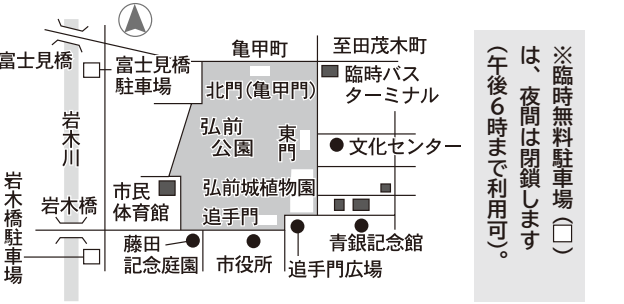 亀甲町
至田茂木町
富士見橋
富士見橋
駐車場
臨時バス
ターミナル
北門(亀甲門)
岩木川
弘前
公園
東門
文化センター
岩木橋駐車場
市民
体育館
弘前城植物園
岩木橋
追手門
藤田
記念庭園
市役所
追手門広場
青銀記念館
※臨時無料駐車場(□)
は、夜間は閉鎖します
(午後6時まで利用可)。